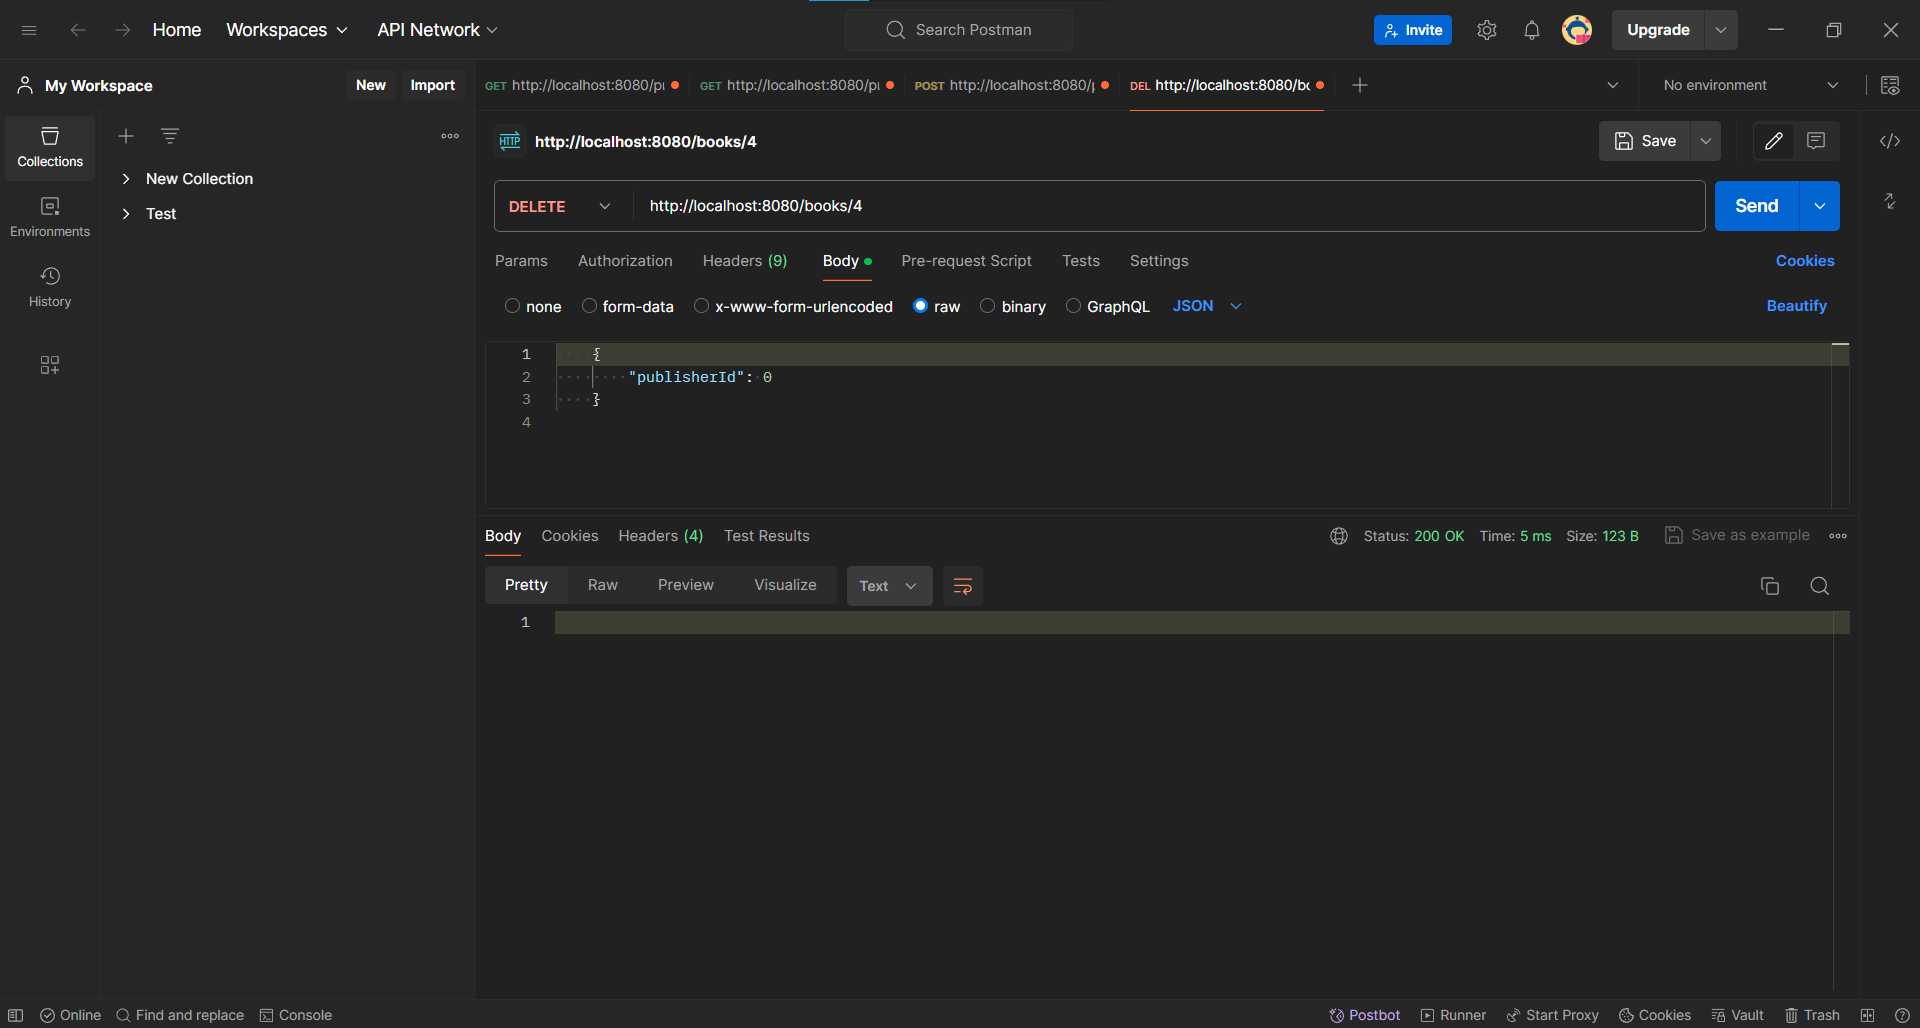 Home Workspaces API Network Search Postman Invite Upgrade
My Workspace New Import GET http://localhost:8080/pu GET http://localhost:8080/pu POST http://localhost:8080/p DEL http://localhost:8080/bo No environment
Collections
Environments
History
New Collection
Test
HTTP http://localhost:8080/books/4 Save
DELETE http://localhost:8080/books/4 Send
Params Authorization Headers (9) Body Pre-request Script Tests Settings Cookies
none form-data x-www-form-urlencoded raw binary GraphQL JSON Beautify
1 {
2 "publisherId": 0
3 }
4
Body Cookies Headers (4) Test Results Status: 200 OK Time: 5 ms Size: 123 B Save as example
Pretty Raw Preview Visualize Text
1
Online Find and replace Console Postbot Runner Start Proxy Cookies Vault Trash